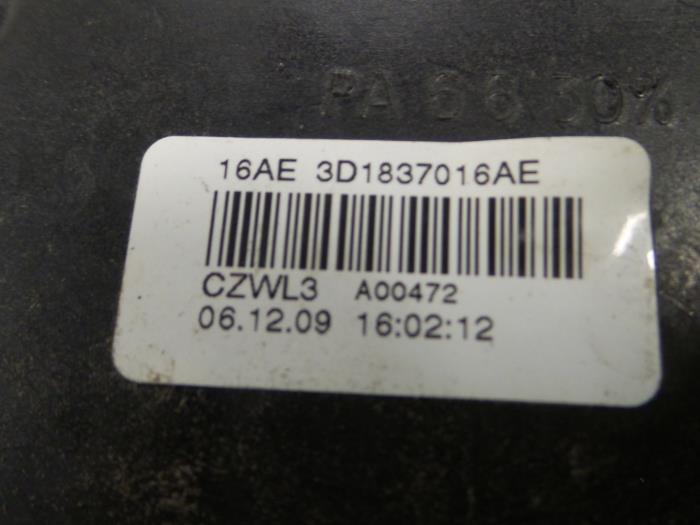 PA 6 6 30%
16AE 3D1837016AE
CZWL3 A00472
06.12.09 16:02:12